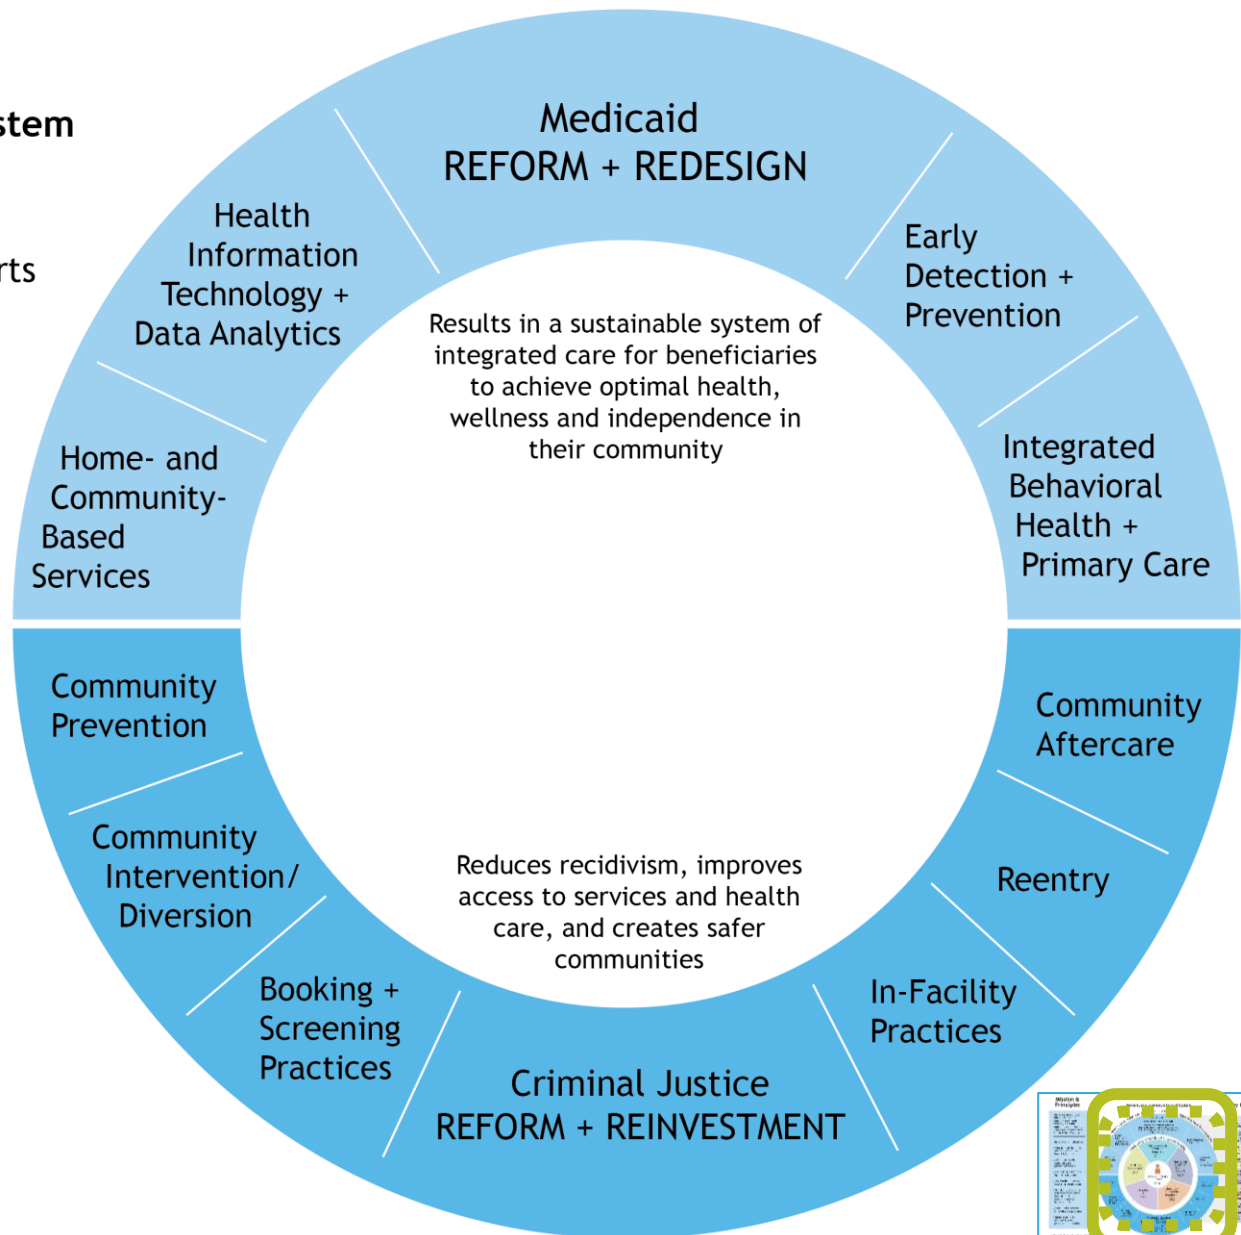 stem
rts
Medicaid
REFORM + REDESIGN
Health
Information
Technology +
Data Analytics
Early
Detection +
Prevention
Results in a sustainable system of
integrated care for beneficiaries
to achieve optimal health,
wellness and independence in
their community
Home- and
Community-
Based
Services
Integrated
Behavioral
Health +
Primary Care
Community
Prevention
Community
Aftercare
Community
Intervention/
Diversion
Reentry
Reduces recidivism, improves
access to services and health
care, and creates safer
communities
Booking +
Screening
Practices
In-Facility
Practices
Criminal Justice
REFORM + REINVESTMENT
Mission &
Principles